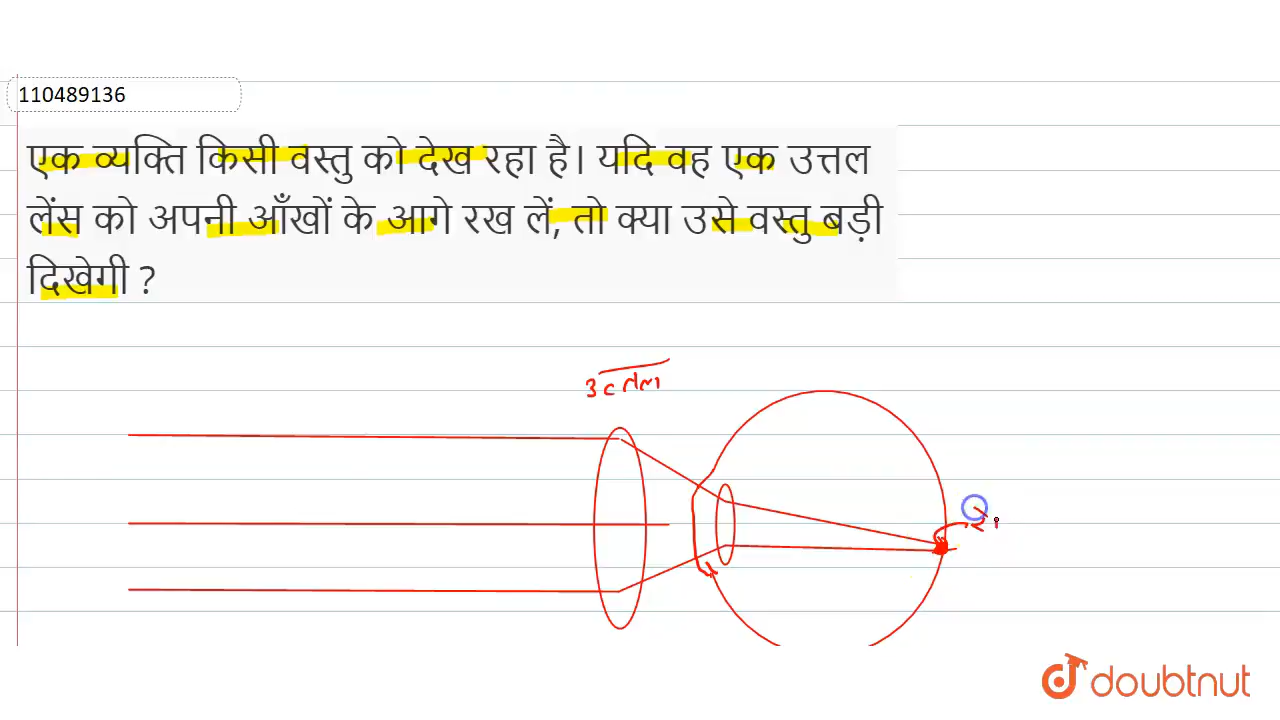 110489136
एक व्यक्ति किसी वस्तु को देख रहा है। यदि वह एक उत्तल
लेंस को अपनी आँखों के आगे रख लें, तो क्या उसे वस्तु बड़ी
दिखेगी ?
doubtnut